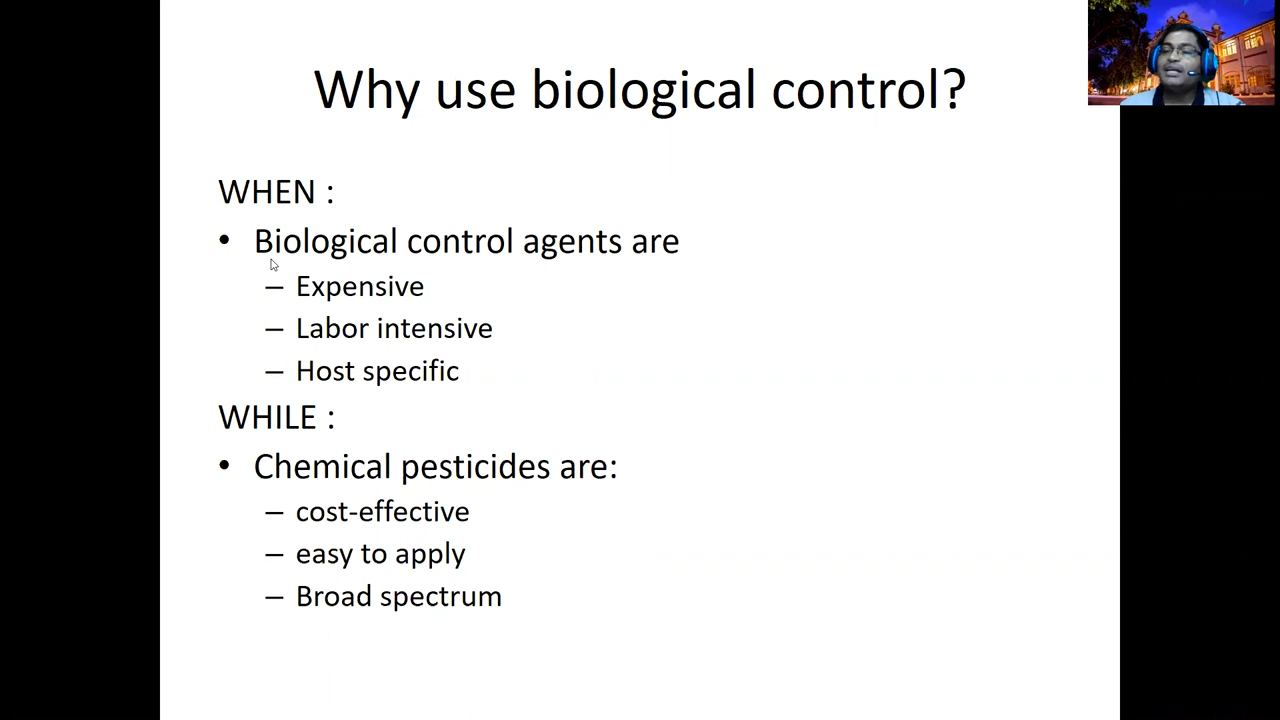 Why use biological control?
WHEN :
• Biological control agents are
– Expensive
– Labor intensive
– Host specific
WHILE :
• Chemical pesticides are:
– cost-effective
– easy to apply
– Broad spectrum